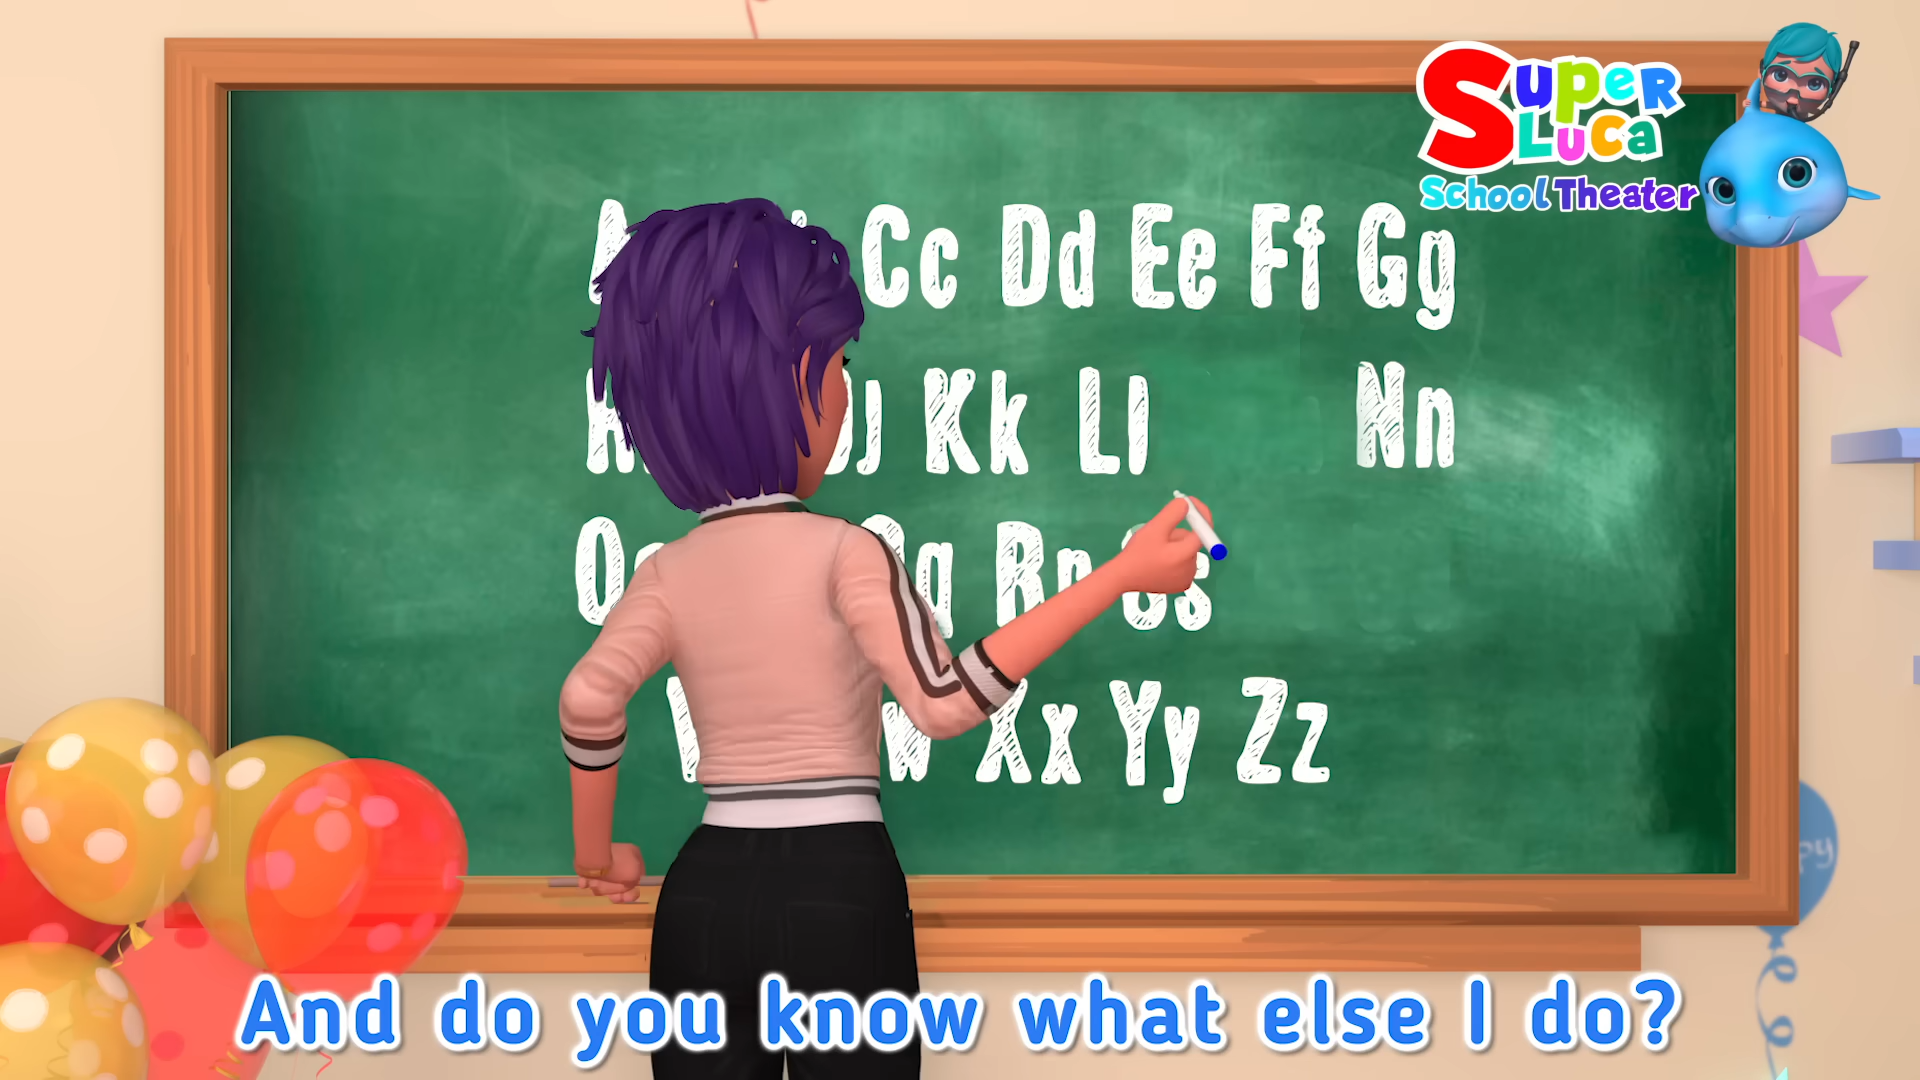 Super
Luca
School Theater
Cc Dd Ee Ff Gg
Kk Ll Nn
Ss
Xx Yy Zz
And do you know what else I do?